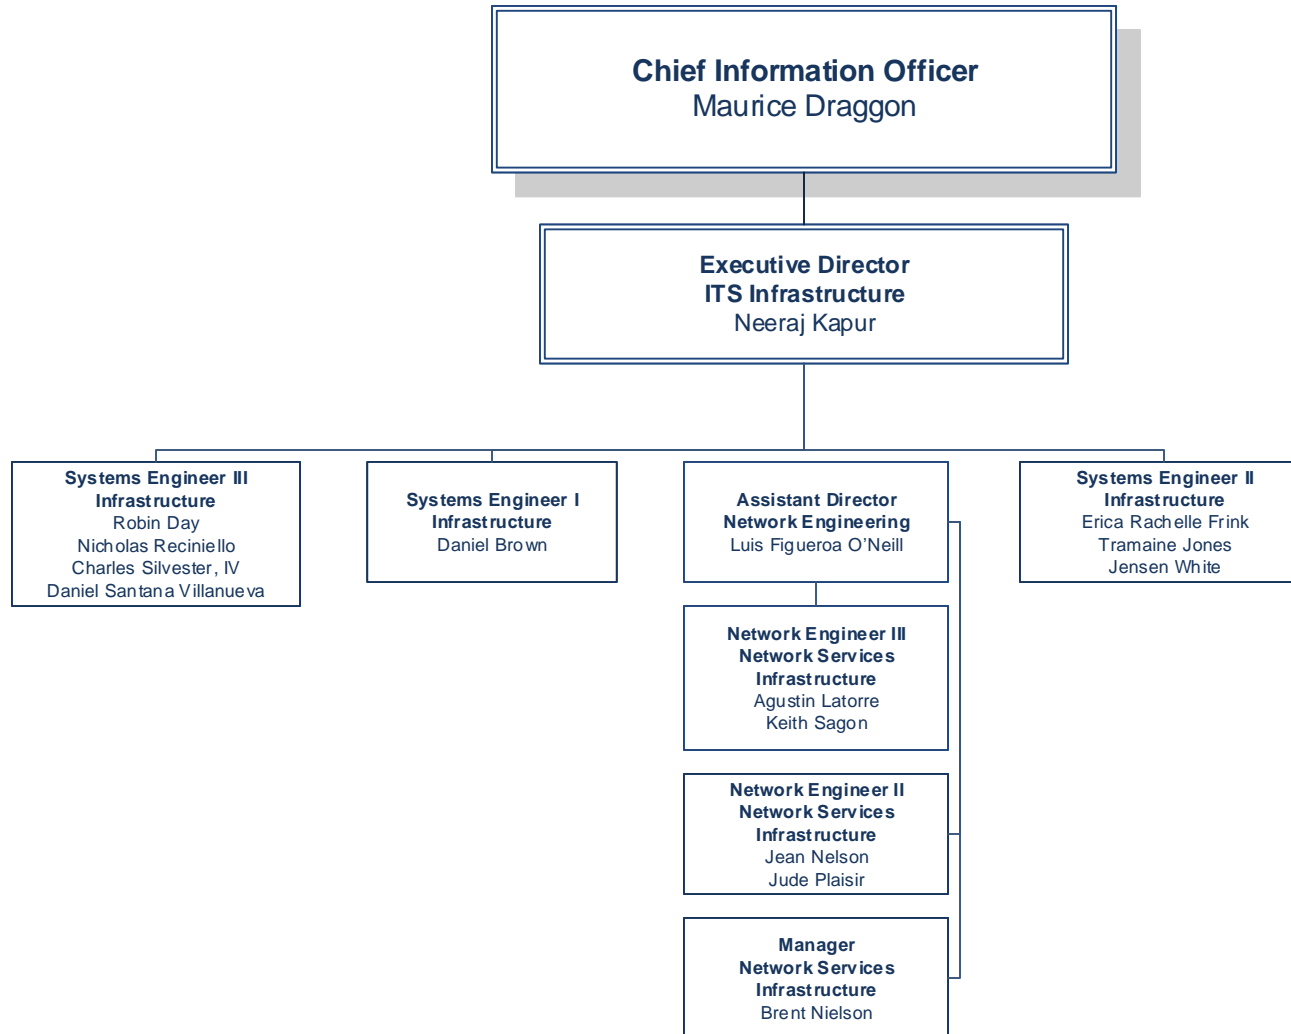 Chief Information Officer
Maurice Draggon
Executive Director
ITS Infrastructure
Neeraj Kapur
Systems Engineer III
Infrastructure
Robin Day
Nicholas Reciniello
Charles Silvester, IV
Daniel Santana Villanueva
Systems Engineer I
Infrastructure
Daniel Brown
Assistant Director
Network Engineering
Luis Figueroa O’Neill
Systems Engineer II
Infrastructure
Erica Rachelle Frink
Tramaine Jones
Jensen White
Network Engineer III
Network Services
Infrastructure
Agustin Latorre
Keith Sagon
Network Engineer II
Network Services
Infrastructure
Jean Nelson
Jude Plaisir
Manager
Network Services
Infrastructure
Brent Nielson